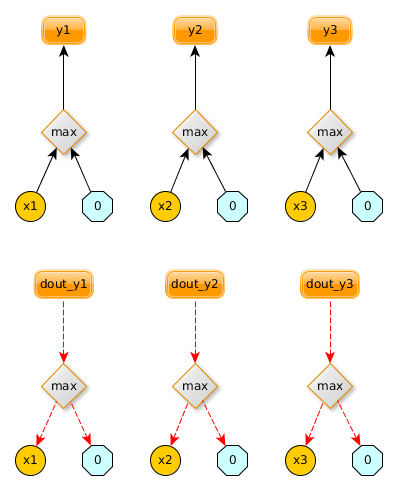 y1 y2 y3
max max max
x1 0 x2 0 x3 0
dout_y1 dout_y2 dout_y3
max max max
x1 0 x2 0 x3 0